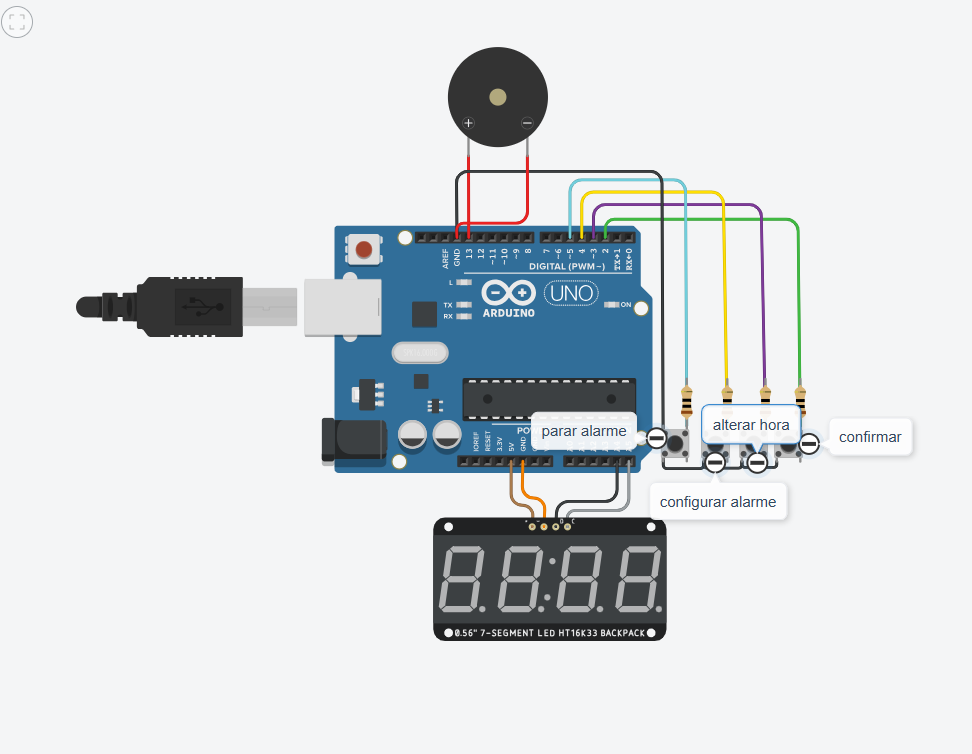 AREF
GND
13
12
~11
~10
~9
8
7
~6
~5
4
~3
2
TX→1
RX←0
DIGITAL (PWM~)
L
TX
RX
UNO
ON
ARDUINO
parar alarme
alterar hora
confirmar
configurar alarme
IOREF
RESET
3.3V
5V
GND
0.56" 7-SEGMENT LED HT16K33 BACKPACK